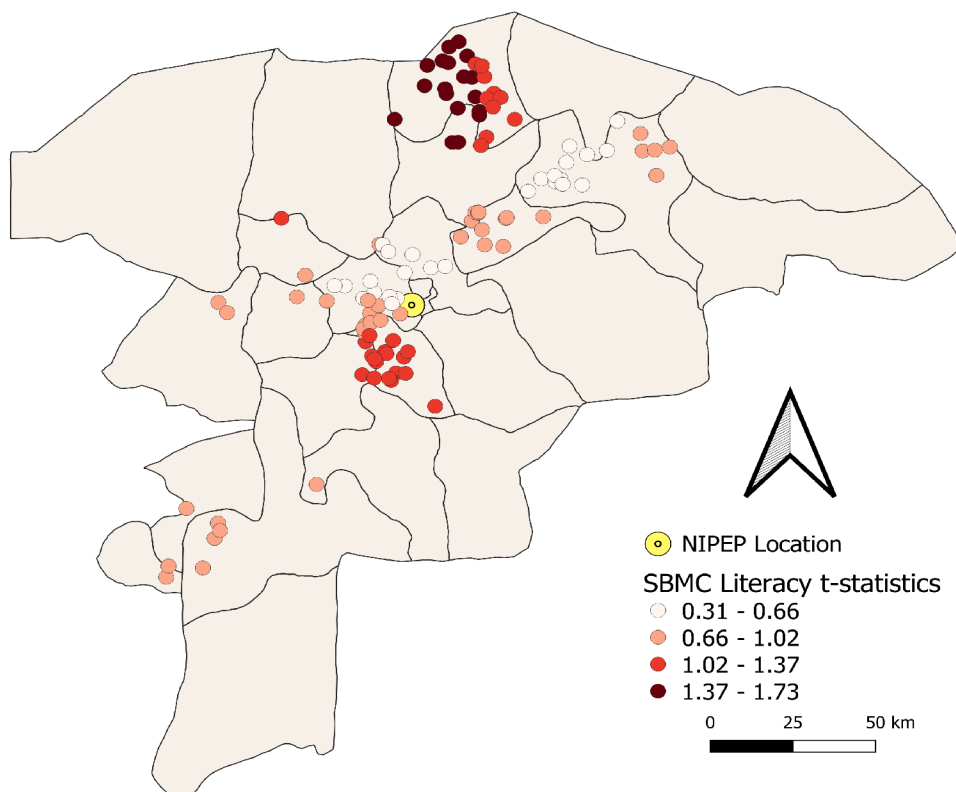 NIPEP Location
SBMC Literacy t-statistics
0.31 - 0.66
0.66 - 1.02
1.02 - 1.37
1.37 - 1.73
0 25 50 km